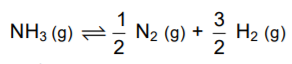 NH₃ (g) ⇌ 1/2 N₂ (g) + 3/2 H₂ (g)